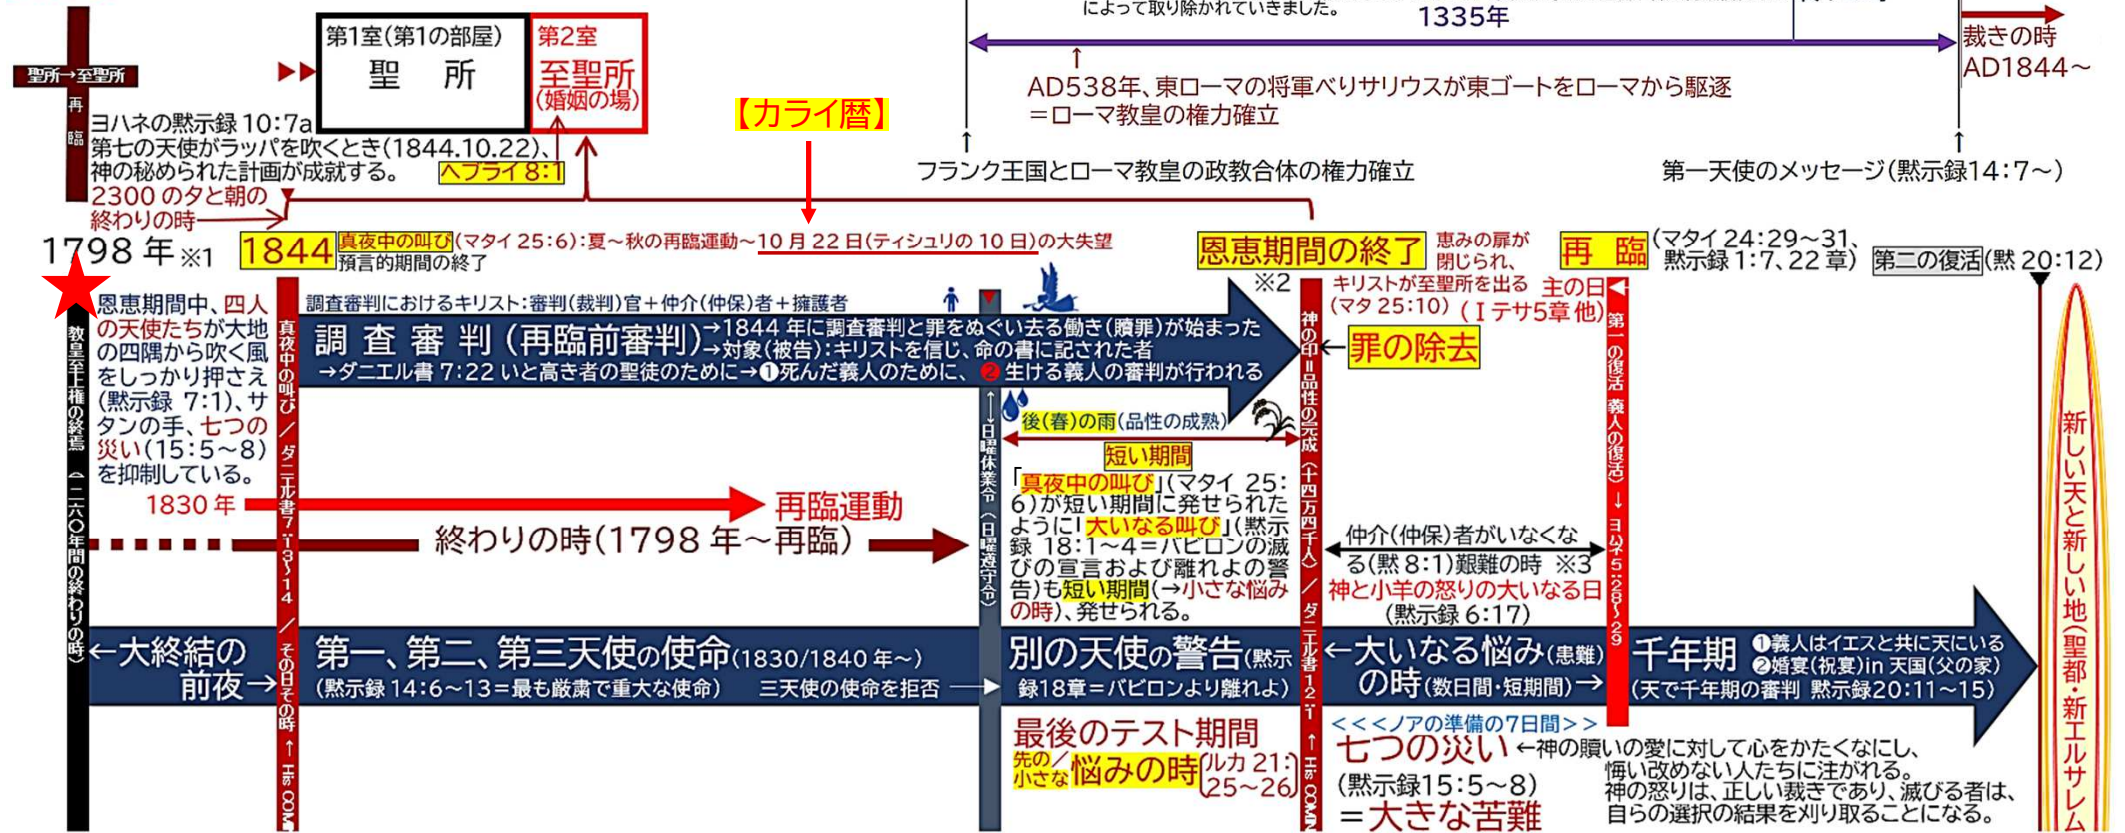 によって取り除かれていきました。
1335年
聖所→至聖所
再臨
第1室(第1の部屋)
聖所
第2室
至聖所
(婚姻の場)
裁きの時
AD1844～
AD538年、東ローマの将軍ベリサリウスが東ゴートをローマから駆逐
＝ローマ教皇の権力確立
【カライ暦】
ヨハネの黙示録10:7a
第七の天使がラッパを吹くとき(1844.10.22)、
神の秘められた計画が成就する。
ヘブライ8:1
フランク王国とローマ教皇の政教合体の権力確立
第一天使のメッセージ(黙示録14:7～)
2300の夕と朝の
終わりの時
1798年※1
1844
真夜中の叫び(マタイ25:6):夏～秋の再臨運動～10月22日(ティシュリの10日)の大失望
預言的期間の終了
恩恵期間の終了
※2
恵みの扉が
閉じられ、
キリストが至聖所を出る
(マタ25:10)
再臨
(マタイ24:29～31、
黙示録1:7、22章)
第二の復活(黙20:12)
主の日
(Ⅰテサ5章他)
恩恵期間中、四人
の天使たちが大地
の四隅から吹く風
をしっかり押さえ
(黙示録 7:1)、サ
タンの手、七つの
災い(15:5～8)
を抑制している。
調査審判におけるキリスト:審判(裁判)官＋仲介(仲保)者＋擁護者
調査審判(再臨前審判)
→1844年に調査審判と罪をぬぐい去る働き(贖罪)が始まった
→対象(被告):キリストを信じ、命の書に記された者
→ダニエル書7:22いと高き者の聖徒のために→❶死んだ義人のために、❷生ける義人の審判が行われる
←罪の除去
教皇至上権の終焉(一二六〇年間の終わりの時)
真夜中の叫び／ダニエル書7:13～14／その日その時→His COMIN
←→日曜休業令(日曜遵守令)
神の印＝品性の完成(十四万四千人)／ダニエル書12:1→His COMIN
第一の復活 義人の復活)→ヨハネ5:28～29
新しい天と新しい地(聖都・新エルサレム
後(春)の雨(品性の成熟)
短い期間
「真夜中の叫び」(マタイ25:
6)が短い期間に発せられた
ように「大いなる叫び」(黙示
録18:1～4＝バビロンの滅
びの宣言および離れよの警
告)も短い期間(→小さな悩み
の時)、発せられる。
1830年
再臨運動
終わりの時(1798年～再臨)
仲介(仲保)者がいなくな
る(黙8:1)艱難の時 ※3
神と小羊の怒りの大いなる日
(黙示録6:17)
←大終結の
前夜→
第一、第二、第三天使の使命(1830/1840年～)
(黙示録14:6～13＝最も厳粛で重大な使命)
三天使の使命を拒否
別の天使の警告(黙示
録18章＝バビロンより離れよ)
←大いなる悩み(患難)
の時(数日間・短期間)→
千年期
❶義人はイエスと共に天にいる
❷婚宴(祝宴)in天国(父の家)
(天で千年期の審判 黙示録20:11～15)
最後のテスト期間
先の／
小さな
悩みの時
(ルカ21:
25～26)
<<<ノアの準備の7日間>>
七つの災い
(黙示録15:5～8)
＝大きな苦難
←神の贖いの愛に対して心をかたくなにし、
悔い改めない人たちに注がれる。
神の怒りは、正しい裁きであり、滅びる者は、
自らの選択の結果を刈り取ることになる。